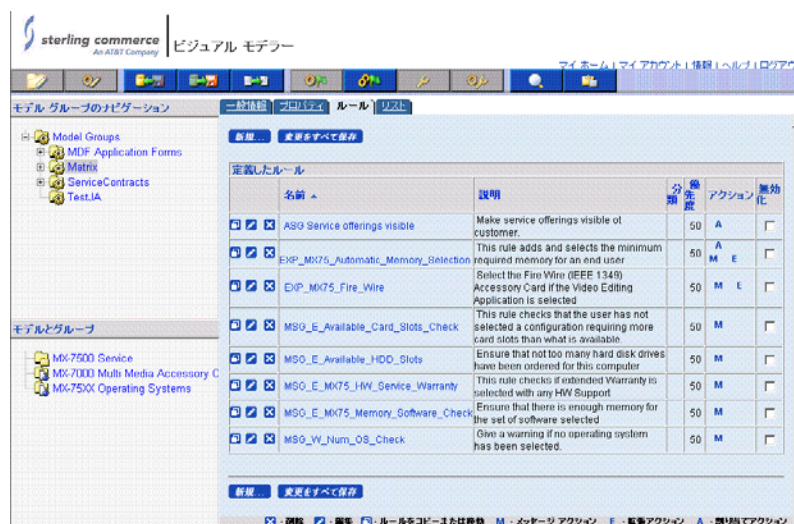 sterling commerce
An AT&T Company
ビジュアル モデラー
マイ ホーム | マイ アカウント | 情報 | ヘルプ | ログアウ
モデル グループのナビゲーション
Model Groups
MDF Application Forms
Matrix
ServiceContracts
Test.IA
モデルとグループ
MX-7500 Service
MX-7000 Multi Media Accessory C
MX-75XX Operating Systems
一般情報 プロパティ ルール リスト
新規... 変更をすべて保存
定義したルール
名前 説明 分類 優先度 アクション 無効化
ASG Service offerings visible Make service offerings visible ot customer. 50 A
EXP_MX75_Automatic_Memory_Selection This rule adds and selects the minimum required memory for an end user 50 A M E
EXP_MX75_Fire_Wire Select the Fire Wire (IEEE 1349) Accessory Card if the Video Editing Application is selected 50 M E
MSG_E_Available_Card_Slots_Check This rule checks that the user has not selected a configuration requiring more card slots than what is available. 50 M
MSG_E_Available_HDD_Slots Ensure that not too many hard disk drives have been ordered for this computer 50 M
MSG_E_MX75_HW_Service_Warranty This rule checks if extended Warranty is selected with any HW Support 50 M
MSG_E_MX75_Memory_Software_Check Ensure that there is enough memory for the set of software selected 50 M
MSG_W_Num_OS_Check Give a warning if no operating system has been selected. 50 M
新規... 変更をすべて保存
- 削除 - 編集 - ルールをコピーまたは移動 M - メッセージ アクション E - 拡張アクション A - 割り当てアクション